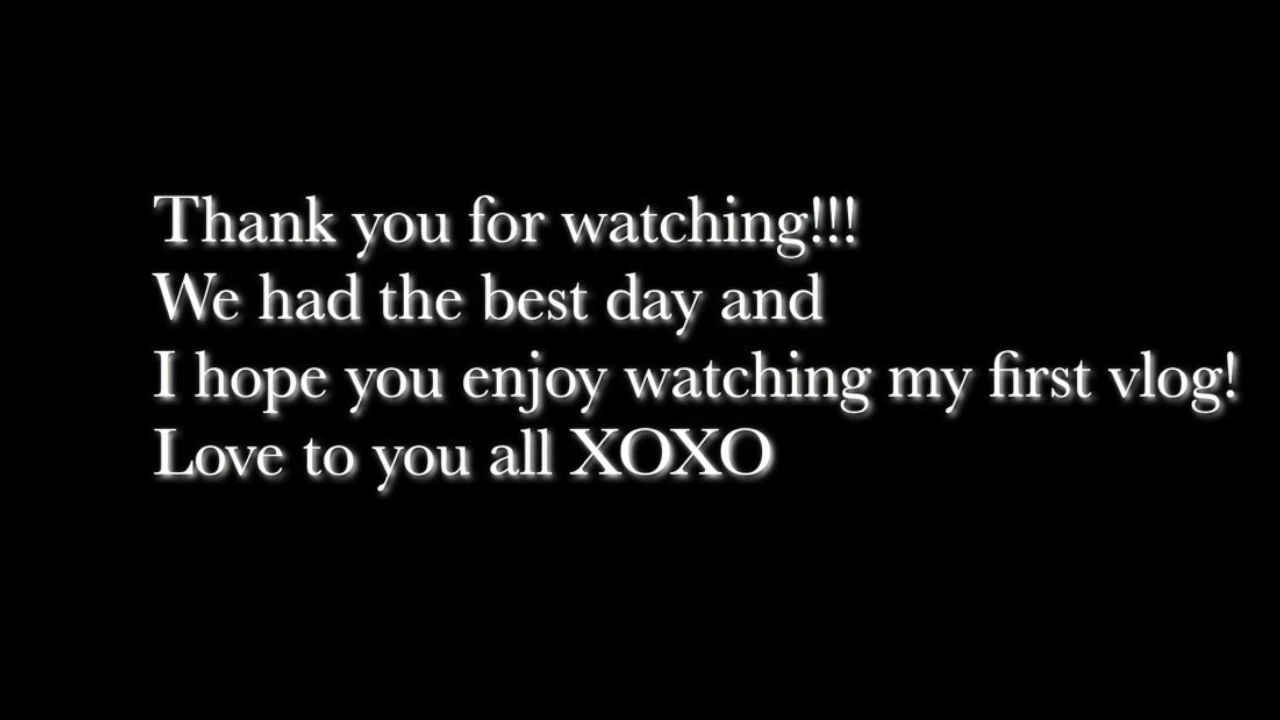 Thank you for watching!!!
We had the best day and
I hope you enjoy watching my first vlog!
Love to you all XOXO